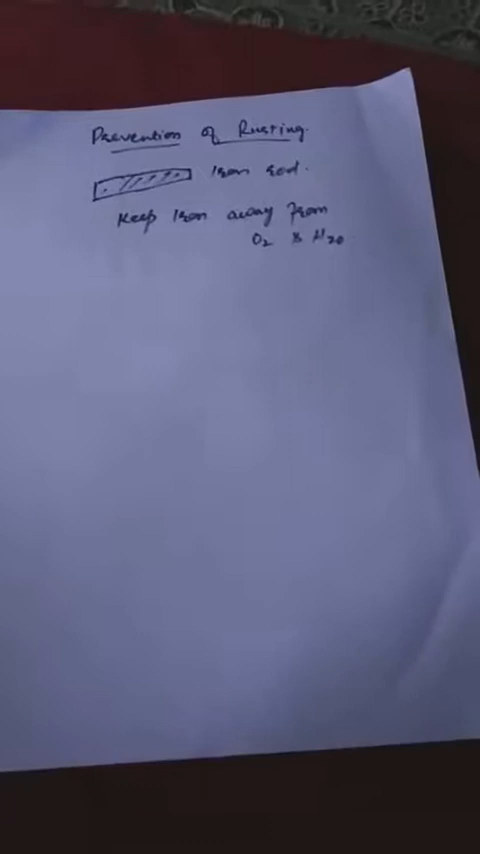 Prevention of Rusting.
Iron rod.
Keep Iron away from
O₂ & H₂O